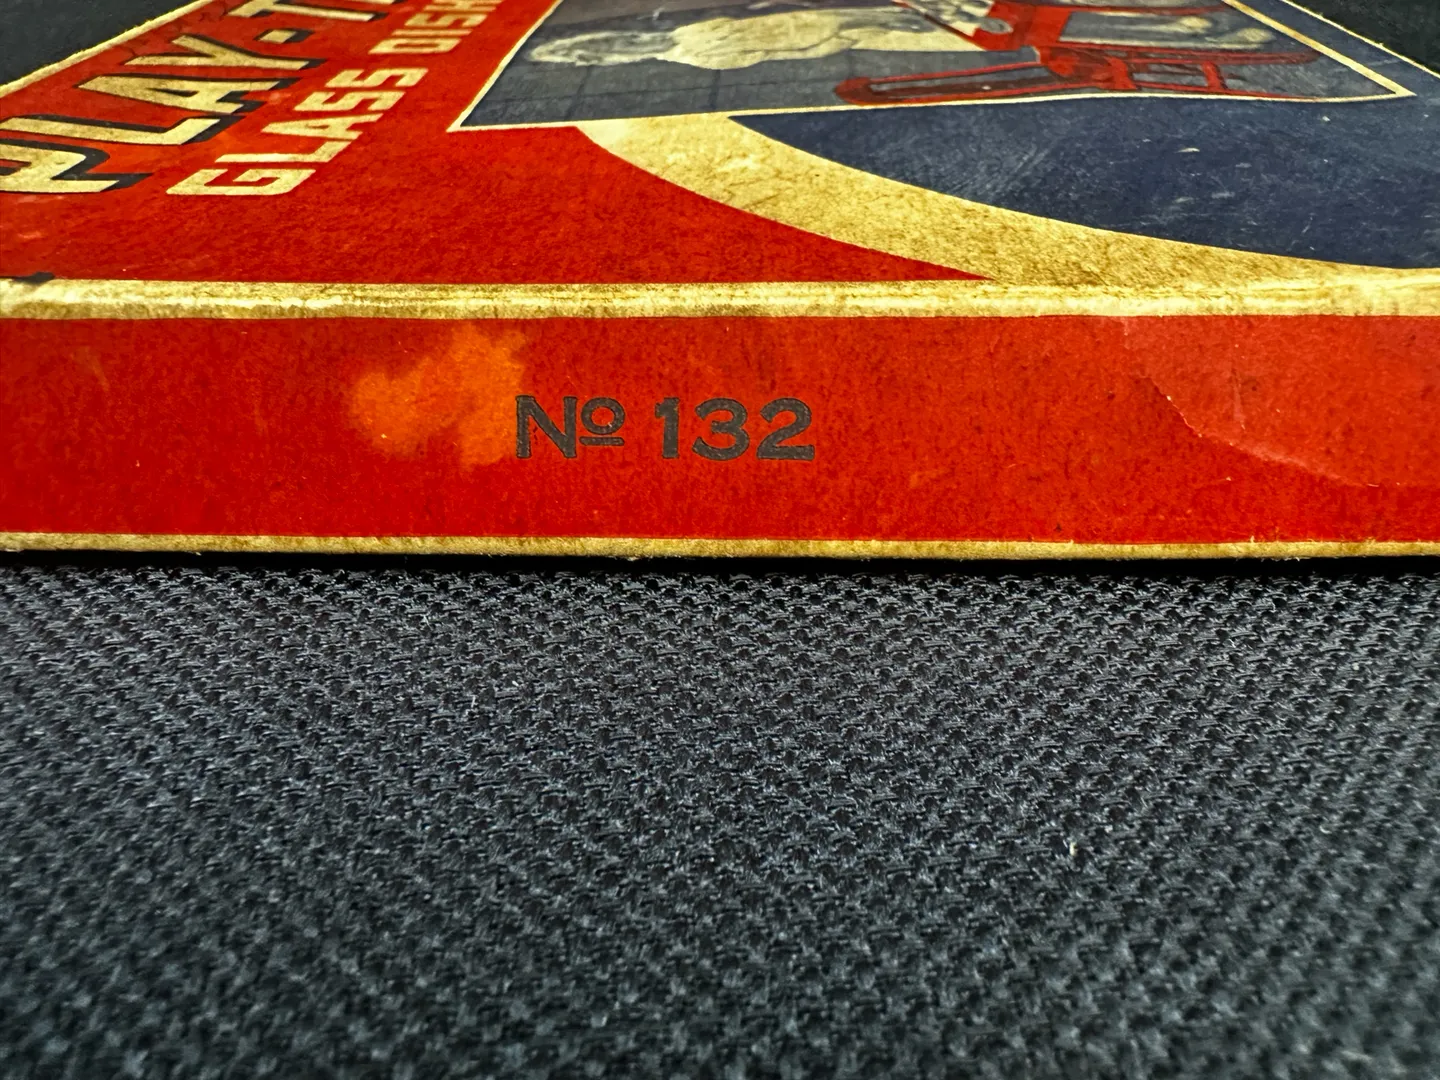 PLAY-T
GLASS DISH
Nº 132